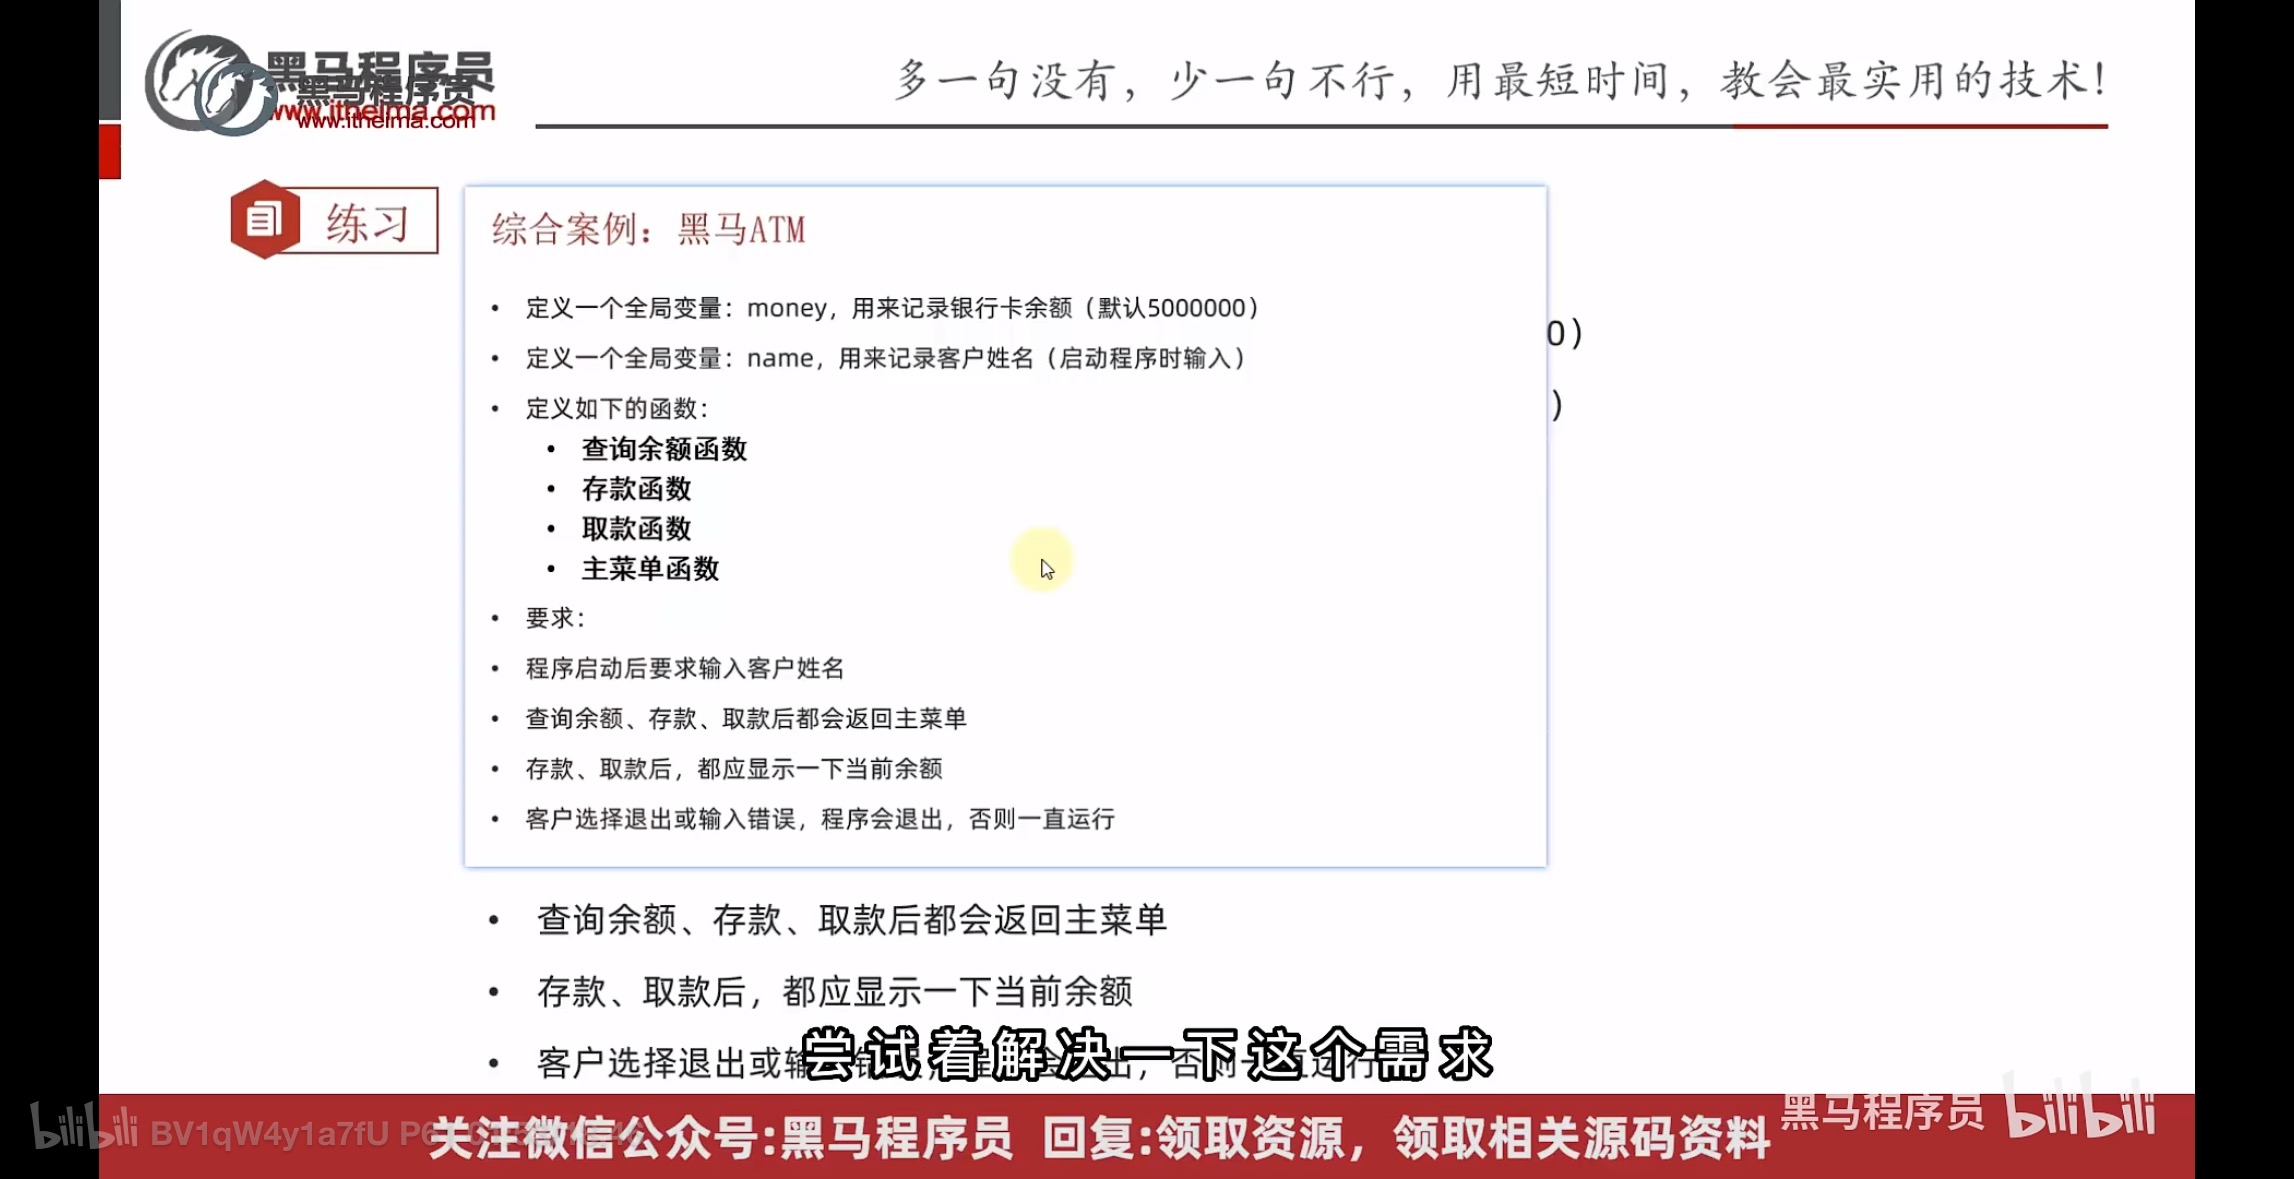 黑马程序员
www.itheima.com
黑马程序员
www.itheima.com
多一句没有，少一句不行，用最短时间，教会最实用的技术！
练习
综合案例：黑马ATM
• 定义一个全局变量：money，用来记录银行卡余额（默认5000000）
• 定义一个全局变量：name，用来记录客户姓名（启动程序时输入）
• 定义如下的函数：
• 查询余额函数
• 存款函数
• 取款函数
• 主菜单函数
• 要求：
• 程序启动后要求输入客户姓名
• 查询余额、存款、取款后都会返回主菜单
• 存款、取款后，都应显示一下当前余额
• 客户选择退出或输入错误，程序会退出，否则一直运行
0）
）
• 查询余额、存款、取款后都会返回主菜单
• 存款、取款后，都应显示一下当前余额
• 客户选择退出或输
尝试着解决一下这个需求
关注微信公众号:黑马程序员 回复:领取资源，领取相关源码资料
bilibili BV1qW4y1a7fU
黑马程序员 bilibili